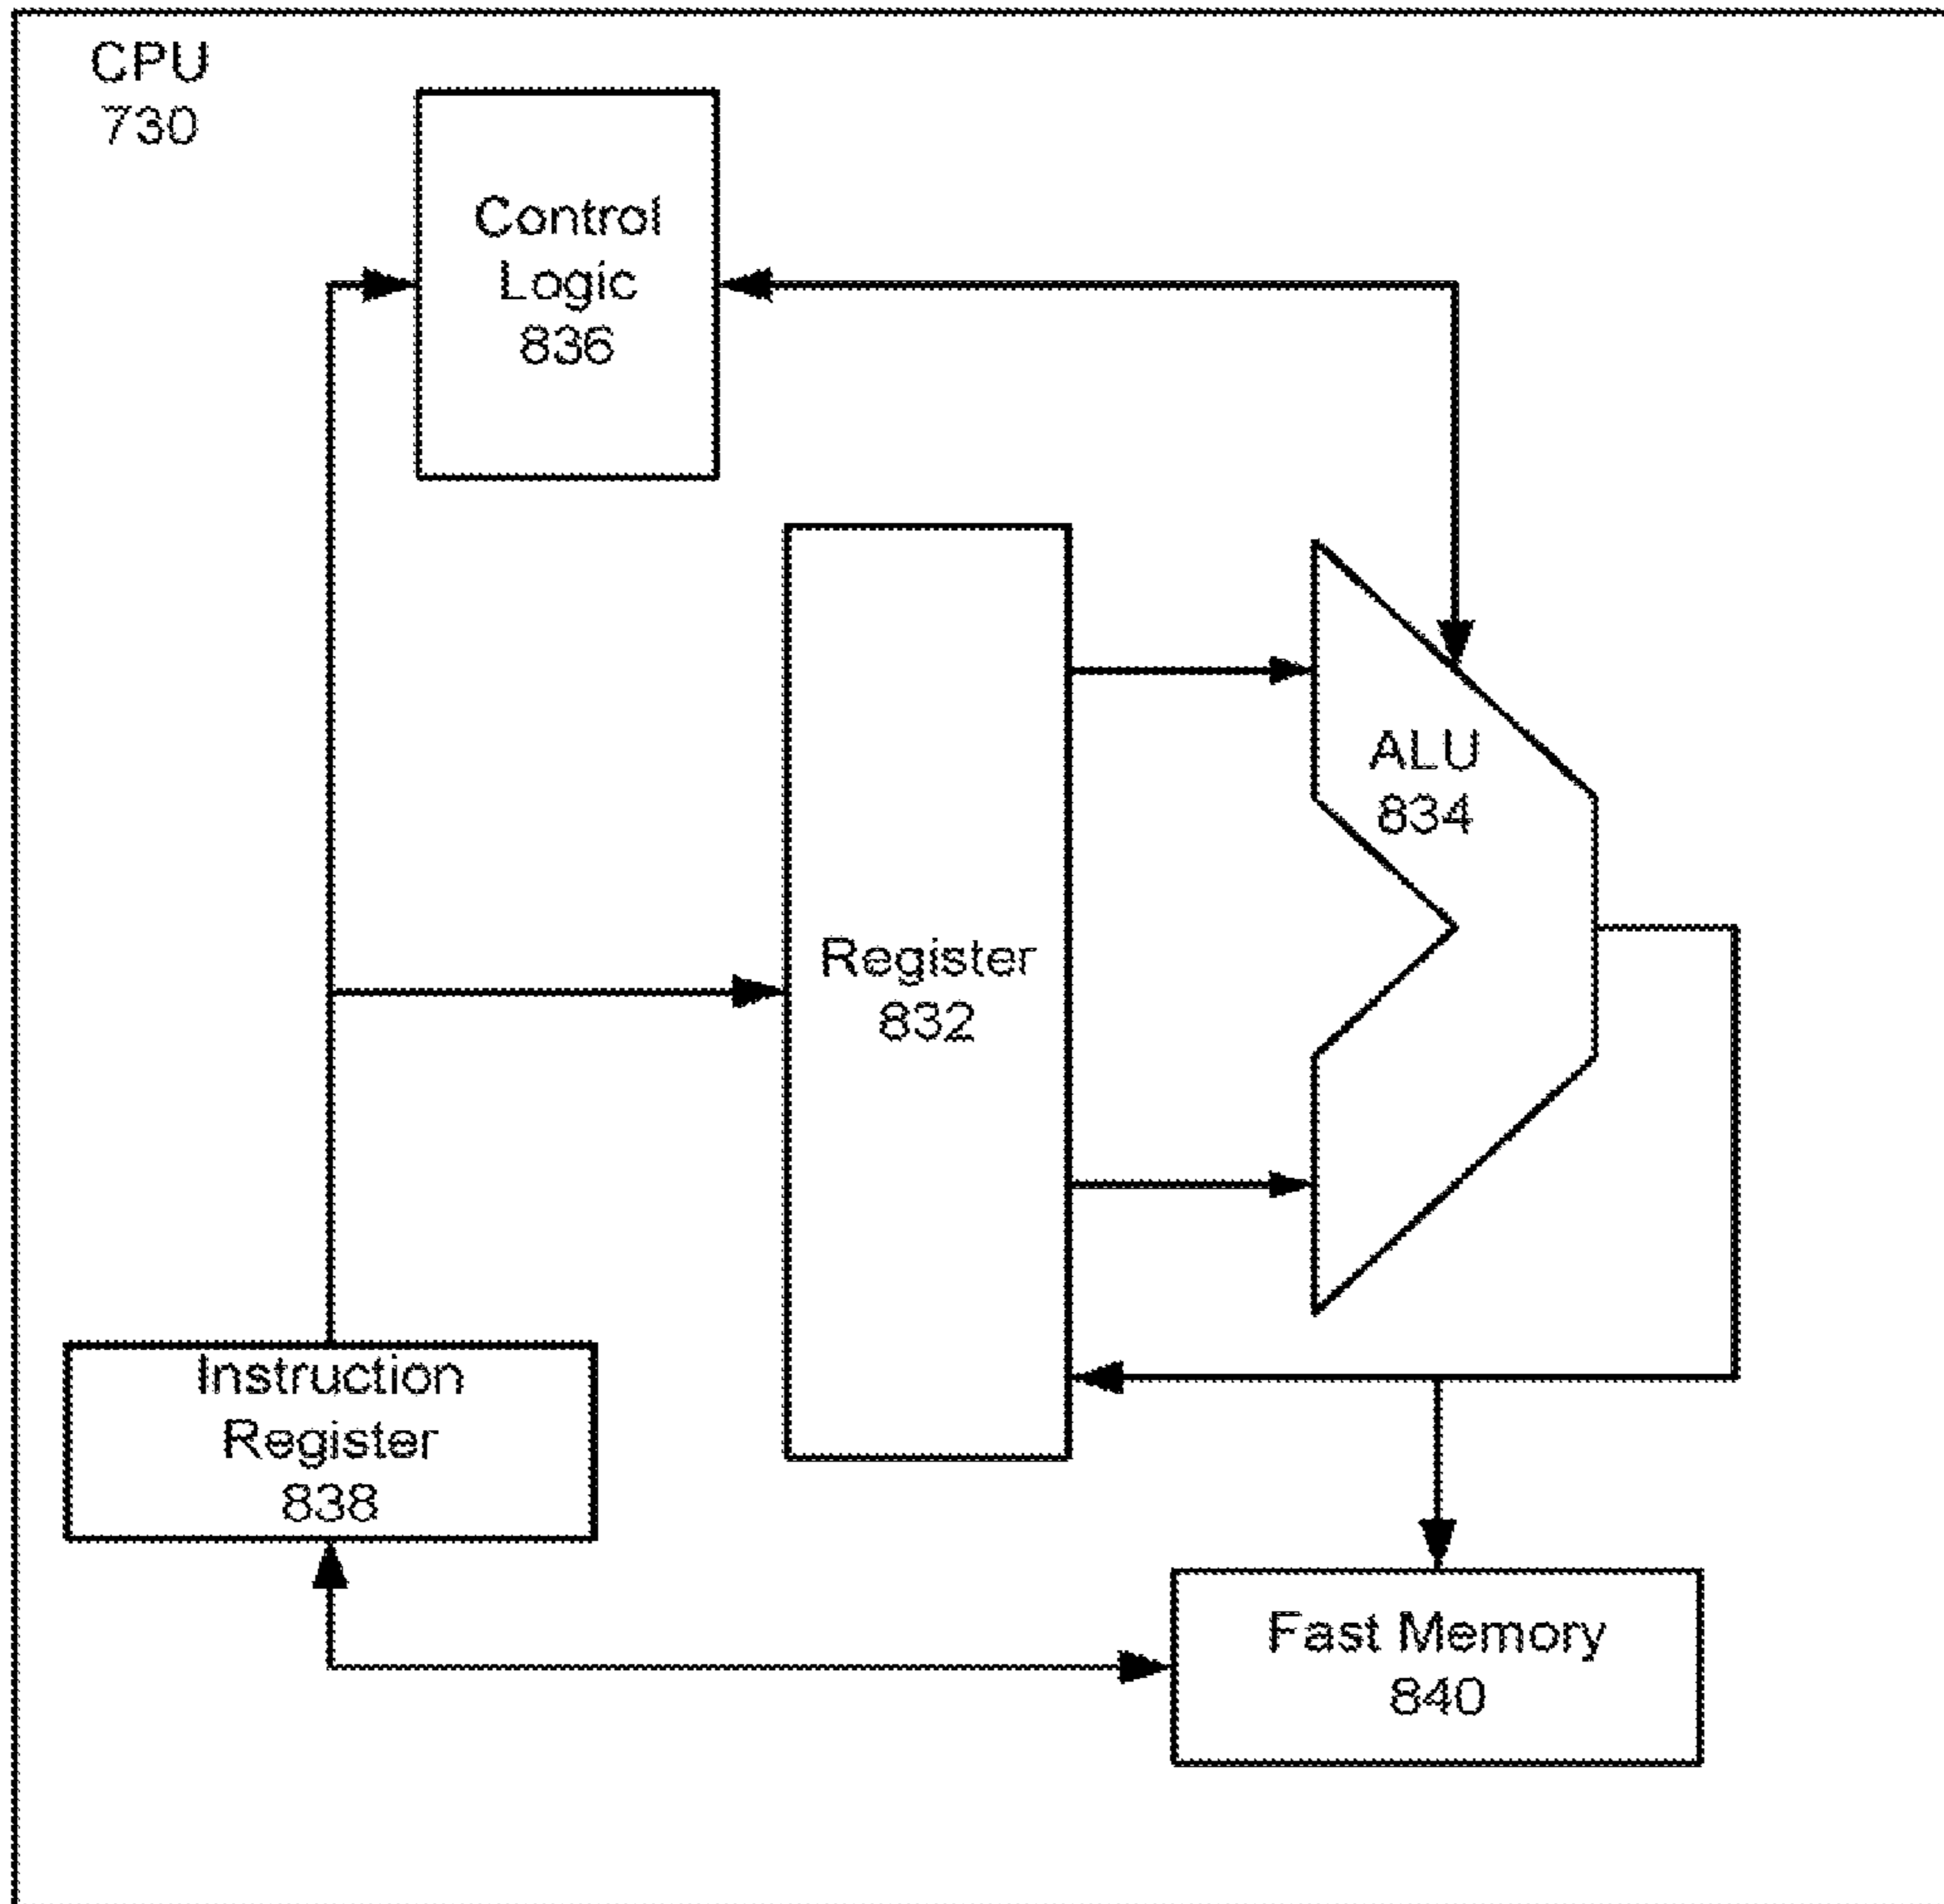 CPU
730
Control
Logic
836
ALU
834
Register
832
Instruction
Register
838
Fast Memory
840